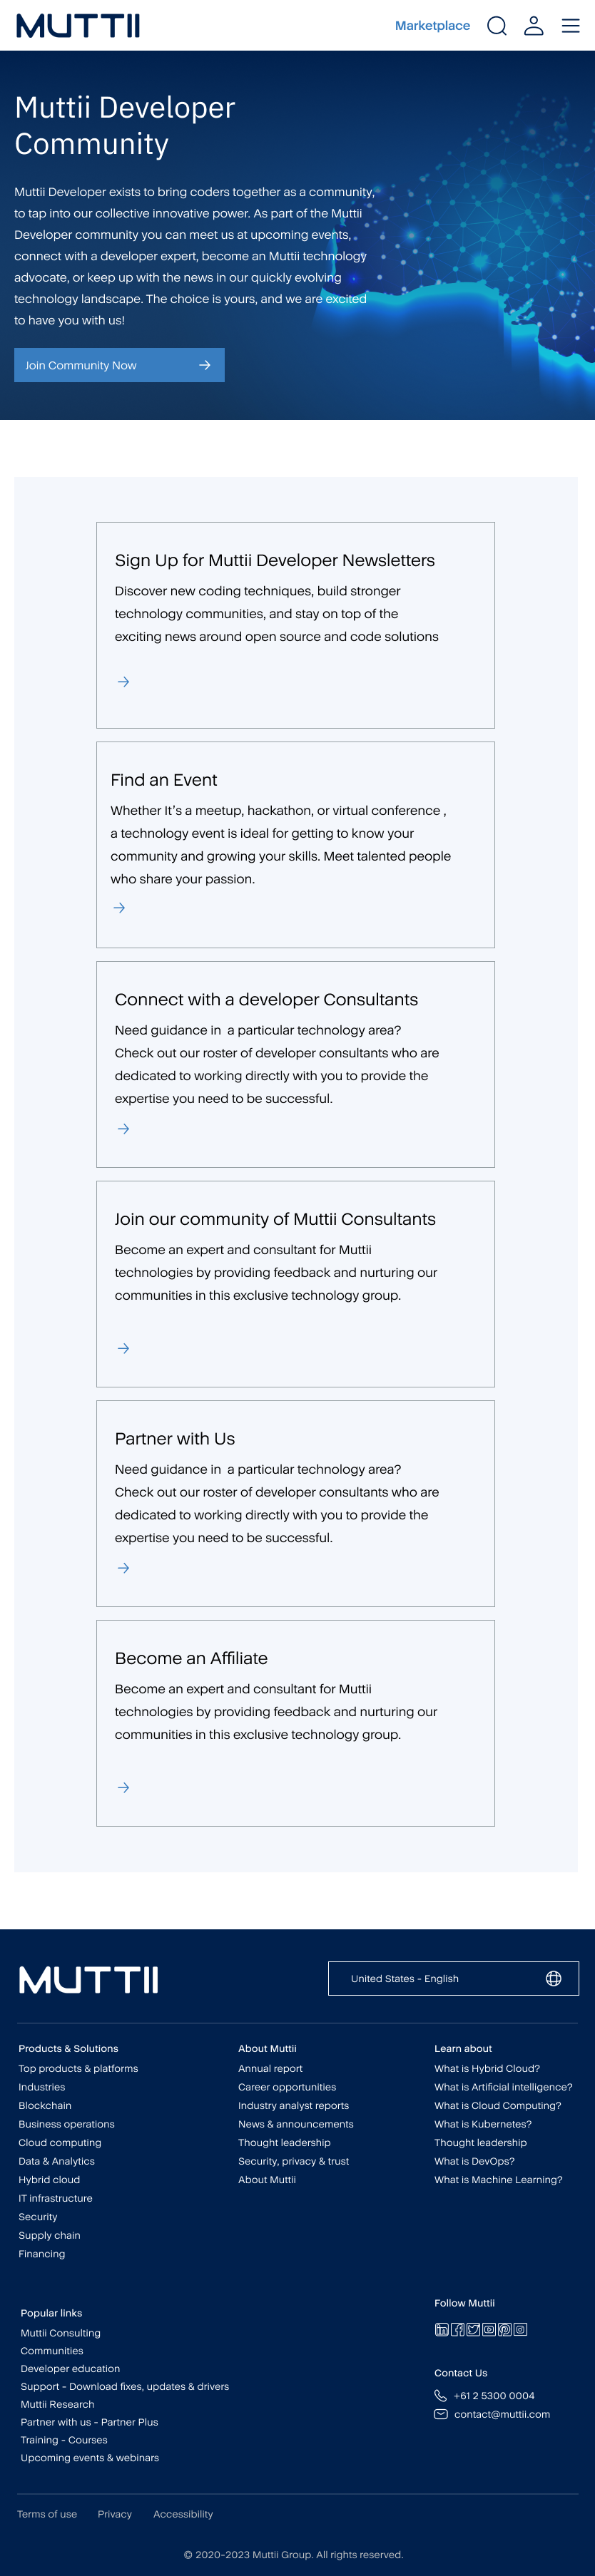 MUTTII
Marketplace
Muttii Developer
Community
Muttii Developer exists to bring coders together as a community,
to tap into our collective innovative power. As part of the Muttii
Developer community you can meet us at upcoming events,
connect with a developer expert, become an Muttii technology
advocate, or keep up with the news in our quickly evolving
technology landscape. The choice is yours, and we are excited
to have you with us!
Join Community Now
Sign Up for Muttii Developer Newsletters
Discover new coding techniques, build stronger
technology communities, and stay on top of the
exciting news around open source and code solutions
Find an Event
Whether It's a meetup, hackathon, or virtual conference ,
a technology event is ideal for getting to know your
community and growing your skills. Meet talented people
who share your passion.
Connect with a developer Consultants
Need guidance in  a particular technology area?
Check out our roster of developer consultants who are
dedicated to working directly with you to provide the
expertise you need to be successful.
Join our community of Muttii Consultants
Become an expert and consultant for Muttii
technologies by providing feedback and nurturing our
communities in this exclusive technology group.
Partner with Us
Need guidance in  a particular technology area?
Check out our roster of developer consultants who are
dedicated to working directly with you to provide the
expertise you need to be successful.
Become an Affiliate
Become an expert and consultant for Muttii
technologies by providing feedback and nurturing our
communities in this exclusive technology group.
MUTTII
United States - English
Products & Solutions
Top products & platforms
Industries
Blockchain
Business operations
Cloud computing
Data & Analytics
Hybrid cloud
IT infrastructure
Security
Supply chain
Financing
About Muttii
Annual report
Career opportunities
Industry analyst reports
News & announcements
Thought leadership
Security, privacy & trust
About Muttii
Learn about
What is Hybrid Cloud?
What is Artificial intelligence?
What is Cloud Computing?
What is Kubernetes?
Thought leadership
What is DevOps?
What is Machine Learning?
Popular links
Muttii Consulting
Communities
Developer education
Support - Download fixes, updates & drivers
Muttii Research
Partner with us - Partner Plus
Training - Courses
Upcoming events & webinars
Follow Muttii
Contact Us
+61 2 5300 0004
contact@muttii.com
Terms of use
Privacy
Accessibility
© 2020-2023 Muttii Group. All rights reserved.